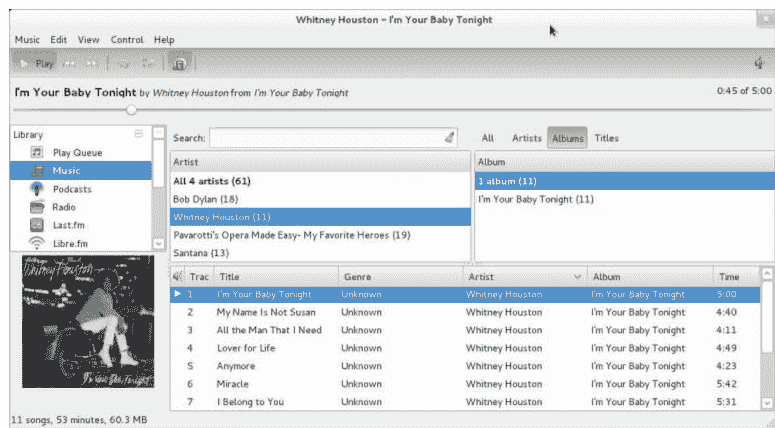 Whitney Houston - I'm Your Baby Tonight
Music Edit View Control Help
Play
I'm Your Baby Tonight by Whitney Houston from I'm Your Baby Tonight 0:45 of 5:00
Library
Play Queue
Music
Podcasts
Radio
Last.fm
Libre.fm
Search: All Artists Albums Titles
Artist
All 4 artists (61)
Bob Dylan (18)
Whitney Houston (11)
Pavarotti's Opera Made Easy- My Favorite Heroes (19)
Santana (13)
Album
1 album (11)
I'm Your Baby Tonight (11)
Trac Title Genre Artist Album Time
1 I'm Your Baby Tonight Unknown Whitney Houston I'm Your Baby Tonight 5:00
2 My Name Is Not Susan Unknown Whitney Houston I'm Your Baby Tonight 4:40
3 All the Man That I Need Unknown Whitney Houston I'm Your Baby Tonight 4:11
4 Lover for Life Unknown Whitney Houston I'm Your Baby Tonight 4:49
5 Anymore Unknown Whitney Houston I'm Your Baby Tonight 4:23
6 Miracle Unknown Whitney Houston I'm Your Baby Tonight 5:42
7 I Belong to You Unknown Whitney Houston I'm Your Baby Tonight 5:31
Whitney Houston
I'm Your Baby Tonight
11 songs, 53 minutes, 60.3 MB